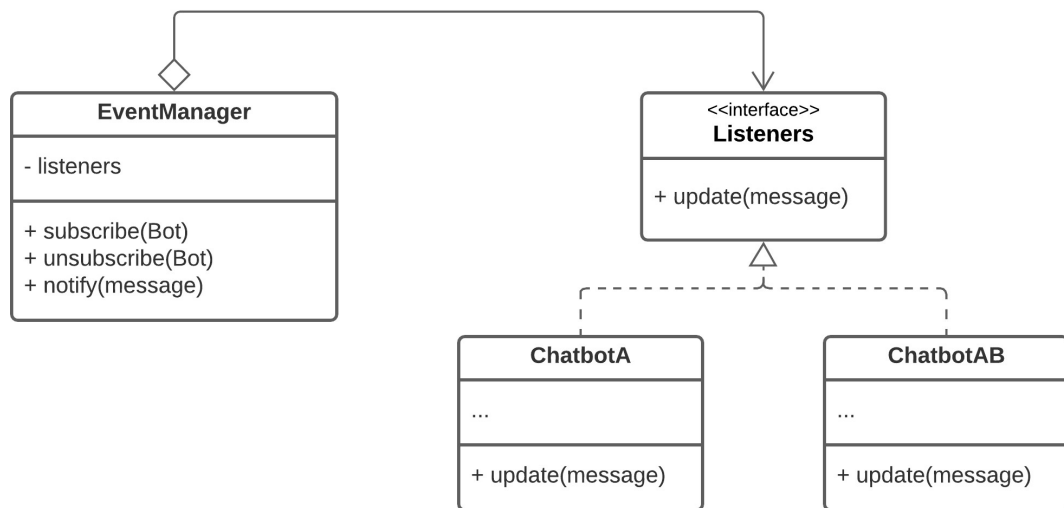 EventManager
- listeners
+ subscribe(Bot)
+ unsubscribe(Bot)
+ notify(message)
<<interface>>
Listeners
+ update(message)
ChatbotA
...
+ update(message)
ChatbotAB
...
+ update(message)